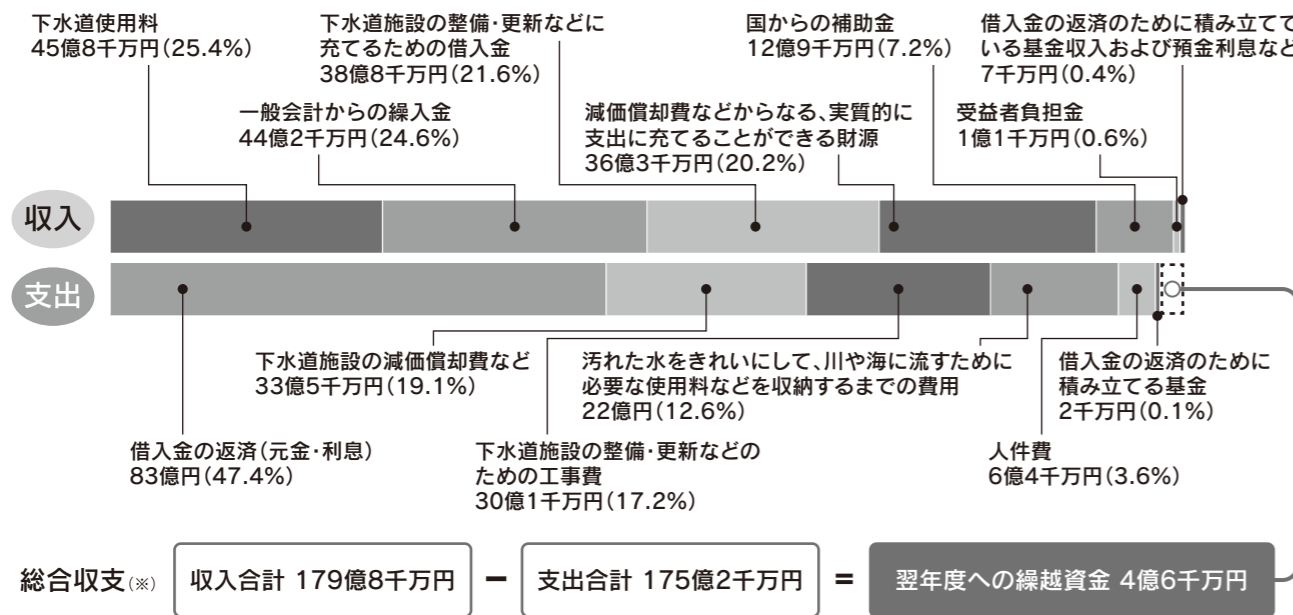 下水道使用料
45億8千万円(25.4%)
下水道施設の整備・更新などに
充てるための借入金
38億8千万円(21.6%)
国からの補助金
12億9千万円(7.2%)
借入金の返済のために積み立てて
いる基金収入および預金利息など
7千万円(0.4%)
一般会計からの繰入金
44億2千万円(24.6%)
減価償却費などからなる、実質的に
支出に充てることができる財源
36億3千万円(20.2%)
受益者負担金
1億1千万円(0.6%)
収入
支出
下水道施設の減価償却費など
33億5千万円(19.1%)
汚れた水をきれいにして、川や海に流すために
必要な使用料などを収納するまでの費用
22億円(12.6%)
借入金の返済のために
積み立てる基金
2千万円(0.1%)
借入金の返済(元金・利息)
83億円(47.4%)
下水道施設の整備・更新などの
ための工事費
30億1千万円(17.2%)
人件費
6億4千万円(3.6%)
総合収支(※) 収入合計 179億8千万円 − 支出合計 175億2千万円 = 翌年度への繰越資金 4億6千万円